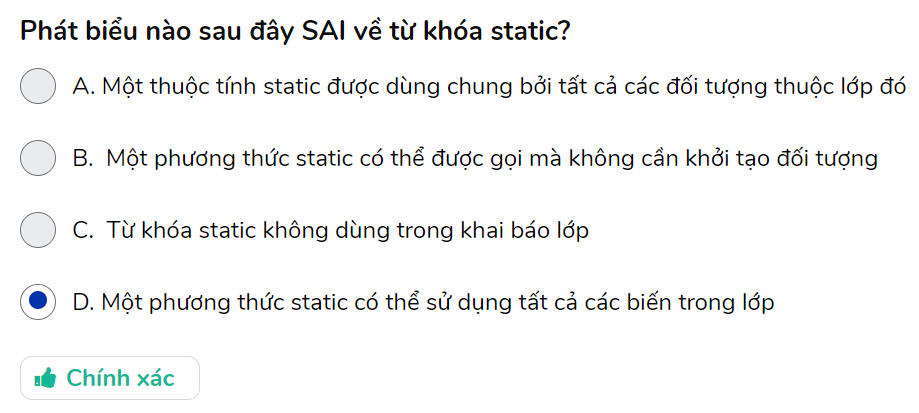 Phát biểu nào sau đây SAI về từ khóa static?
A. Một thuộc tính static được dùng chung bởi tất cả các đối tượng thuộc lớp đó
B. Một phương thức static có thể được gọi mà không cần khởi tạo đối tượng
C. Từ khóa static không dùng trong khai báo lớp
D. Một phương thức static có thể sử dụng tất cả các biến trong lớp
Chính xác